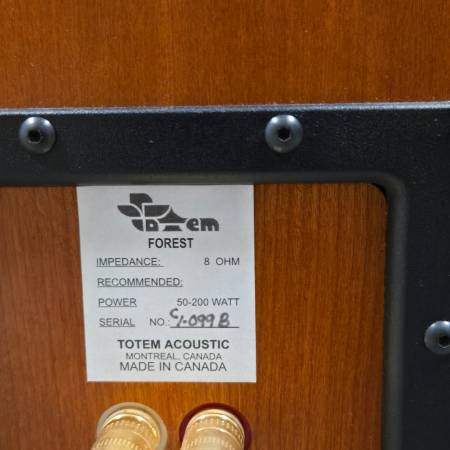 Totem
FOREST
IMPEDANCE: 8 OHM
RECOMMENDED:
POWER 50-200 WATT
SERIAL NO.: C/-099B
TOTEM ACOUSTIC
MONTREAL, CANADA
MADE IN CANADA